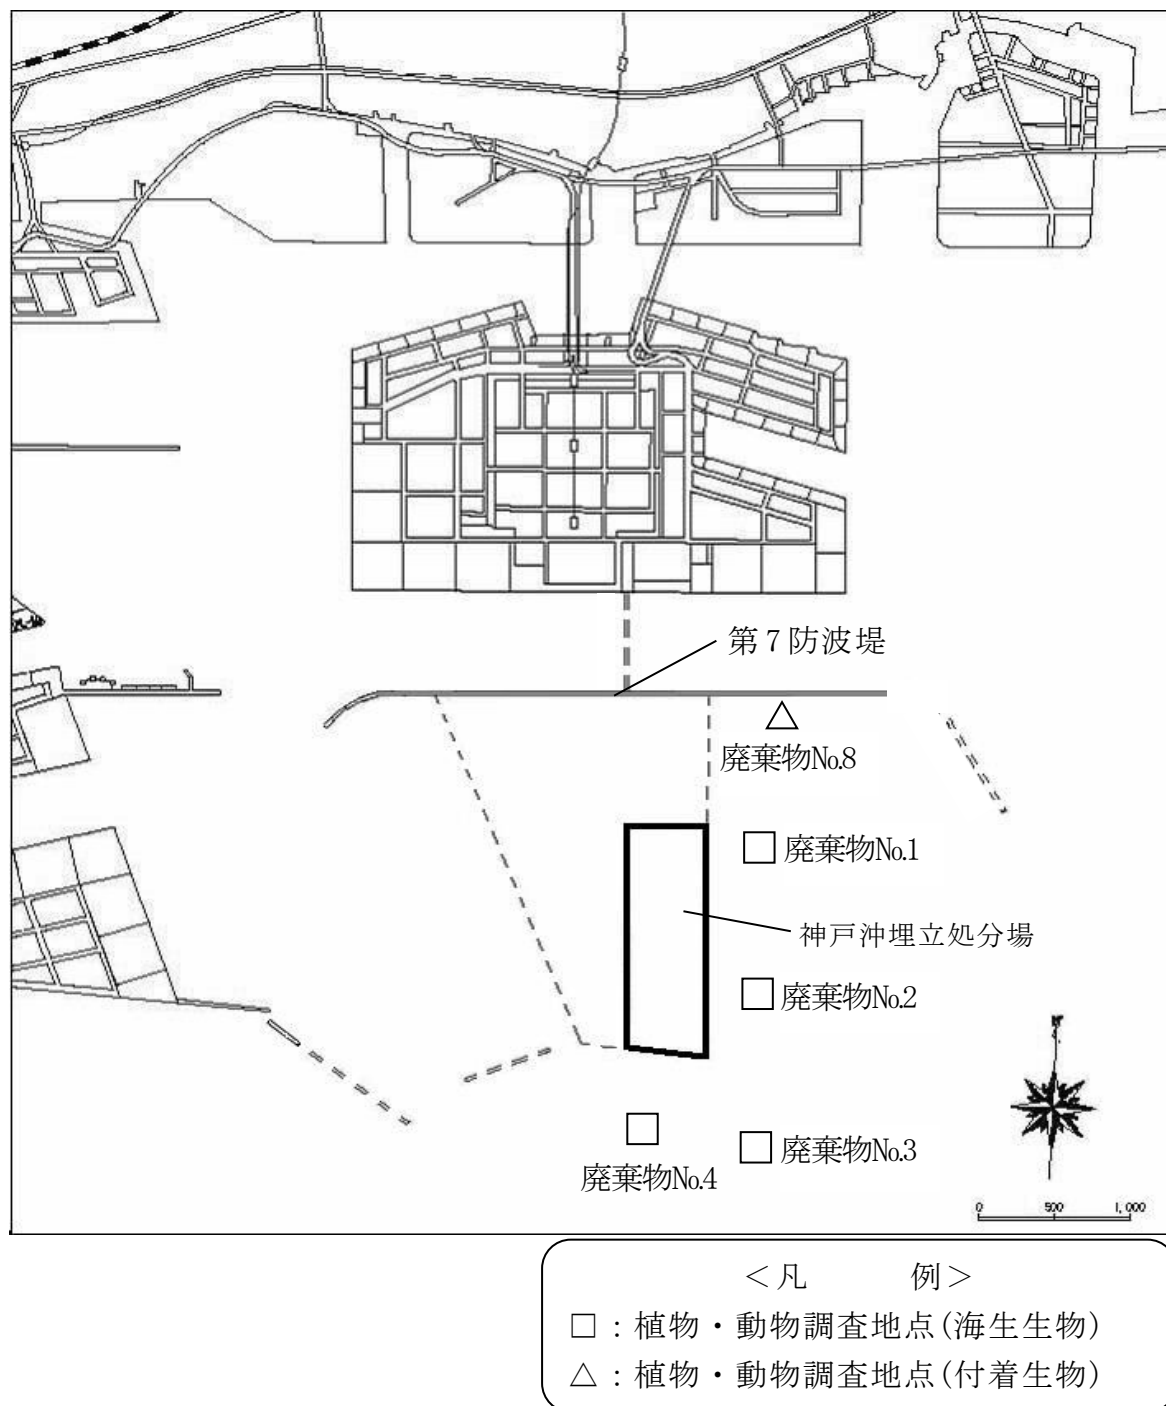 第7防波堤
廃棄物No.8
廃棄物No.1
神戸沖埋立処分場
廃棄物No.2
廃棄物No.3
廃棄物No.4
0 500 1,000
<凡 例>
□：植物・動物調査地点(海生生物)
△：植物・動物調査地点(付着生物)